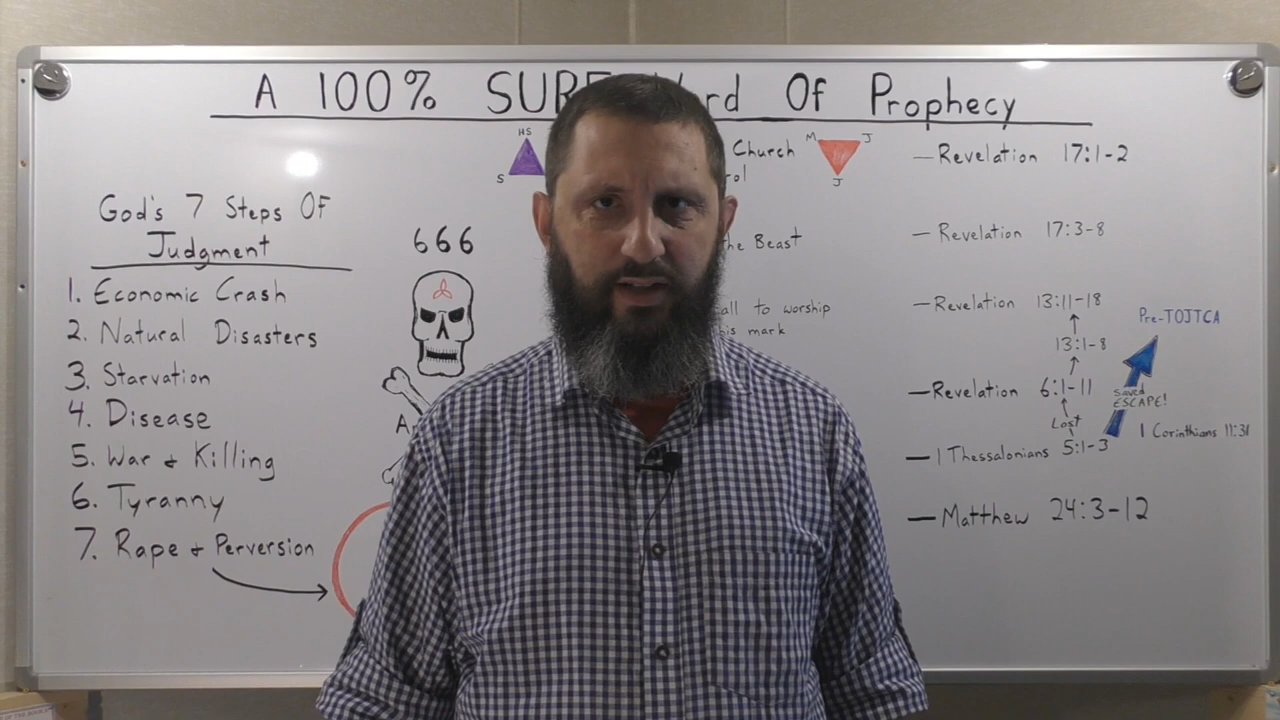 A 100% SURE Word Of Prophecy
HS
S
Church
rol
M J
J
God's 7 Steps OF
Judgment
1. Economic Crash
2. Natural Disasters
3. Starvation
4. Disease
5. War & Killing
6. Tyranny
7. Rape & Perversion
666
the Beast
all to worship
his mark
— Revelation 17:1-2
— Revelation 17:3-8
— Revelation 13:11-18
13:1-8
— Revelation 6:1-11
Lost
— 1 Thessalonians 5:1-3
— Matthew 24:3-12
Pre-TOJTCA
Saved
ESCAPE!
1 Corinthians 11:31